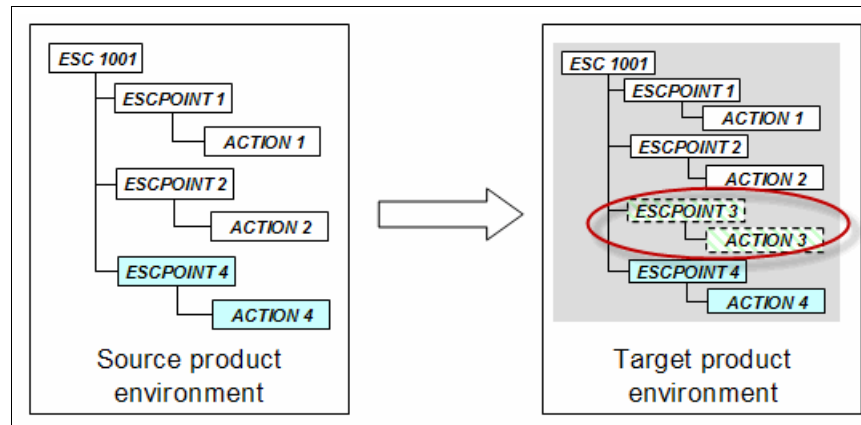 ESC 1001
ESCPOINT 1
ACTION 1
ESCPOINT 2
ACTION 2
ESCPOINT 4
ACTION 4
Source product
environment
ESC 1001
ESCPOINT 1
ACTION 1
ESCPOINT 2
ACTION 2
ESCPOINT 3
ACTION 3
ESCPOINT 4
ACTION 4
Target product
environment